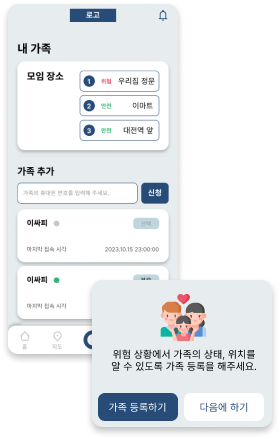 로고
내 가족
모임 장소
1 위험 우리집 정문
2 안전 이마트
3 안전 대전역 앞
가족 추가
가족의 휴대폰 번호를 입력해 주세요. 신청
이싸피
마지막 접속 시각 2023.10.15 23:00:00
이싸피
마지막 접속 시각
홈 지도
위험 상황에서 가족의 상태, 위치를
알 수 있도록 가족 등록을 해주세요.
가족 등록하기 다음에 하기